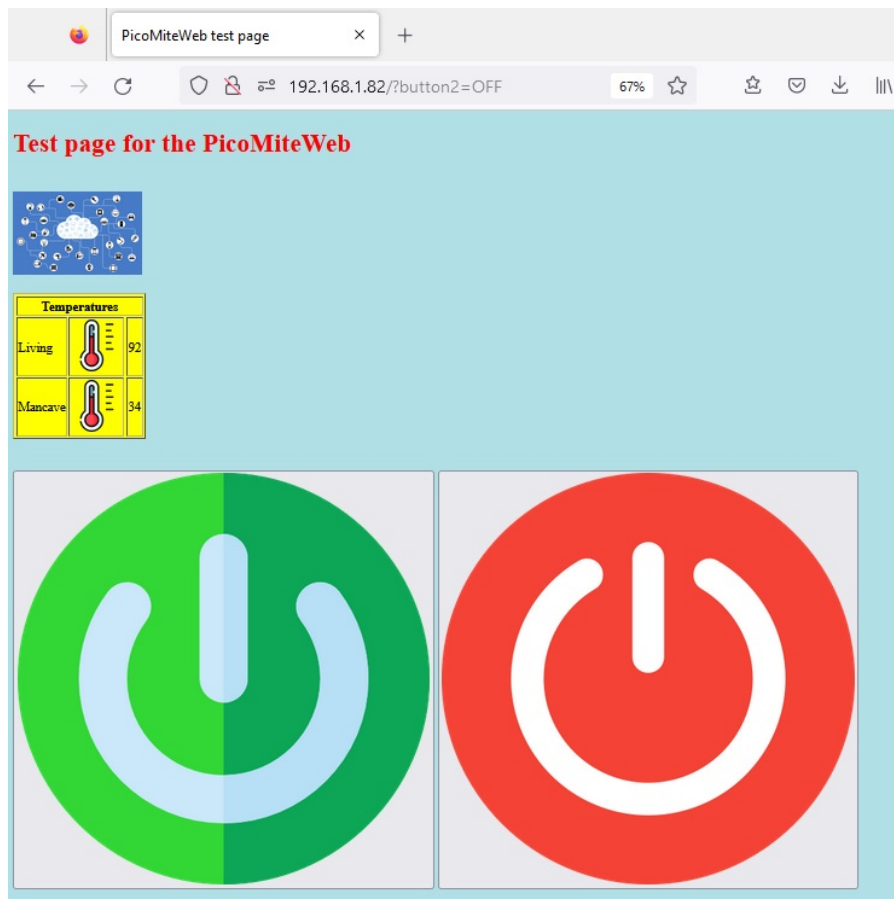 PicoMiteWeb test page
192.168.1.82/?button2=OFF
67%
Test page for the PicoMiteWeb
Temperatures
Living 92
Mancave 34